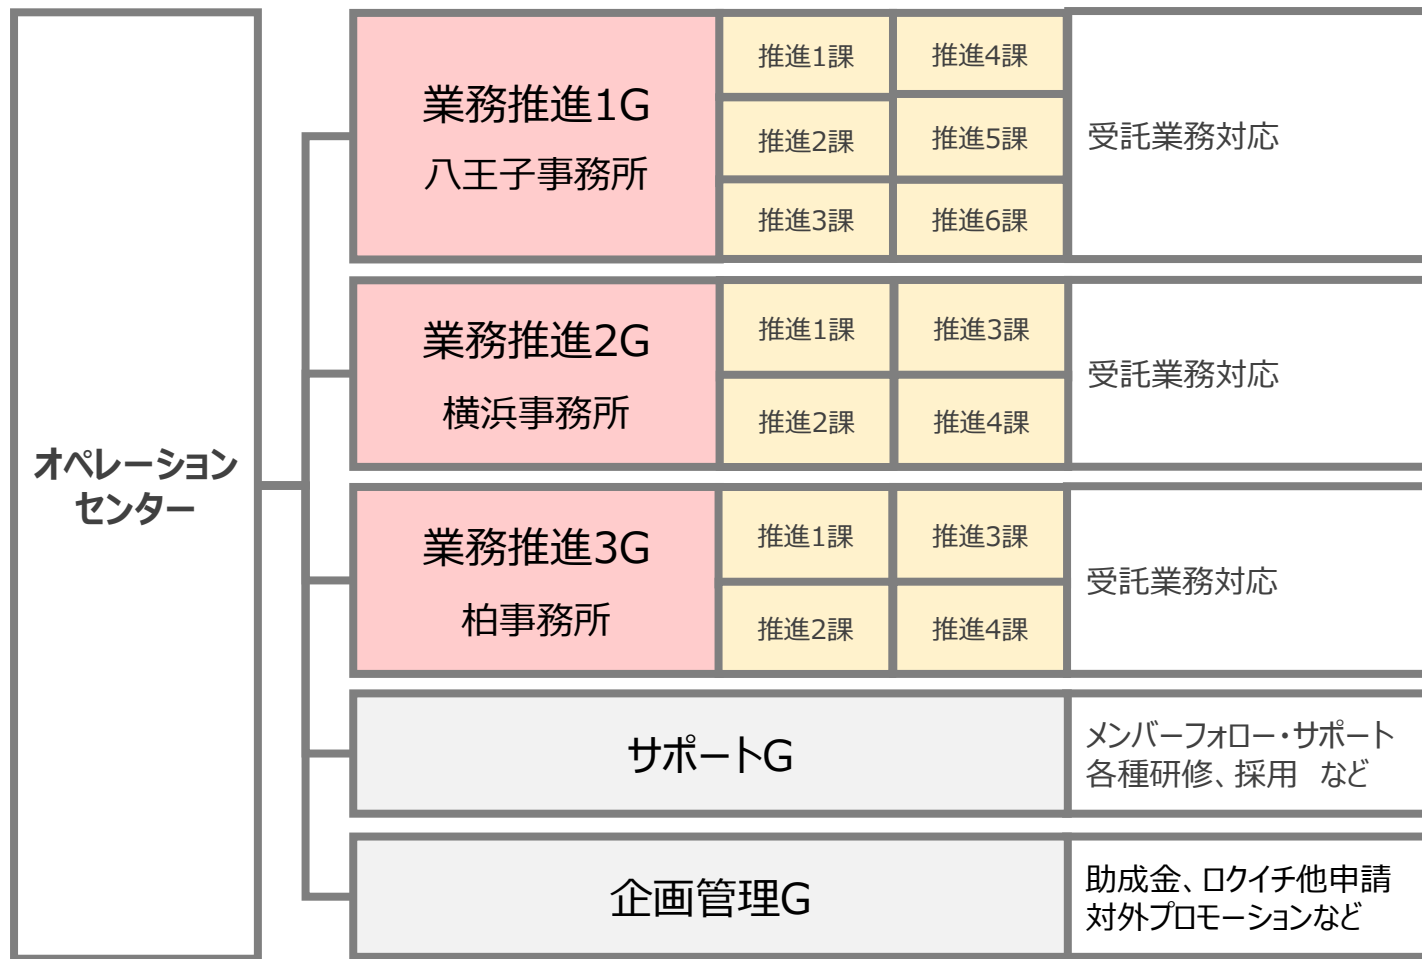 オペレーション
センター
業務推進1G
八王子事務所
推進1課
推進4課
推進2課
推進5課
推進3課
推進6課
受託業務対応
業務推進2G
横浜事務所
推進1課
推進3課
推進2課
推進4課
受託業務対応
業務推進3G
柏事務所
推進1課
推進3課
推進2課
推進4課
受託業務対応
サポートG
メンバーフォロー・サポート
各種研修、採用　など
企画管理G
助成金、ロクイチ他申請
対外プロモーションなど